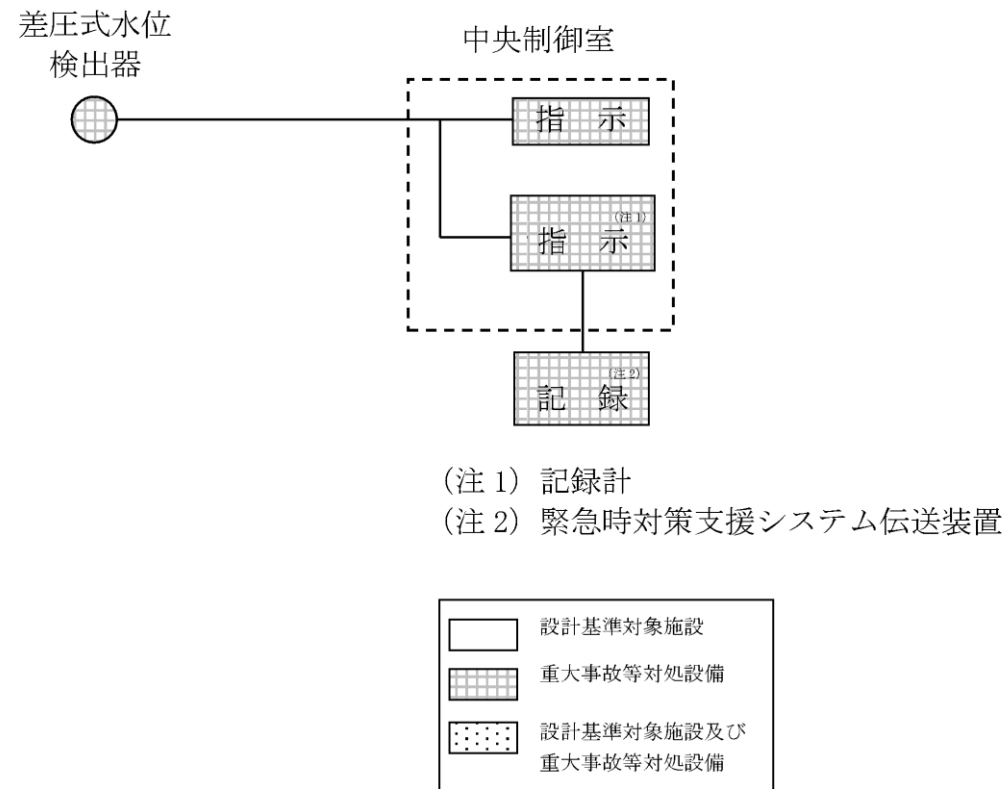 差圧式水位
検出器
中央制御室
指 示
指 示(注1)
記 録(注2)
(注 1) 記録計
(注 2) 緊急時対策支援システム伝送装置
設計基準対象施設
重大事故等対処設備
設計基準対象施設及び
重大事故等対処設備